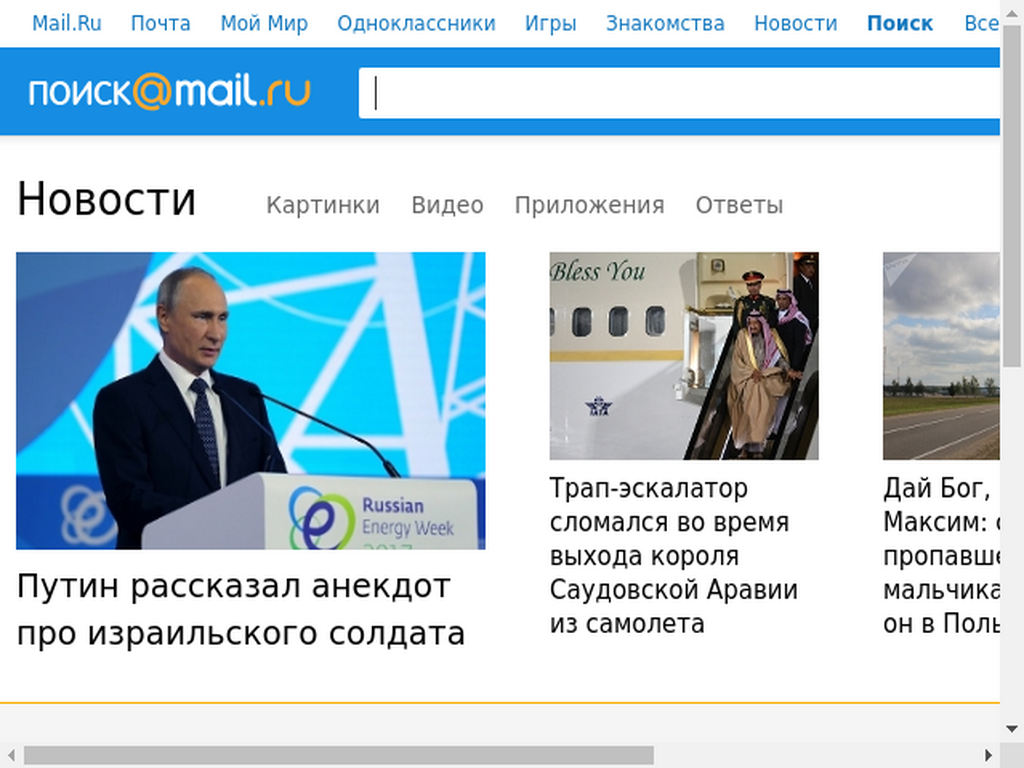 Mail.Ru Почта Мой Мир Одноклассники Игры Знакомства Новости Поиск Все
поиск@mail.ru
Новости Картинки Видео Приложения Ответы
Russian
Energy Week
2017
Путин рассказал анекдот
про израильского солдата
Bless You
IATA
Трап-эскалатор
сломался во время
выхода короля
Саудовской Аравии
из самолета
Дай Бог,
Максим:
пропавше
мальчика
он в Поль